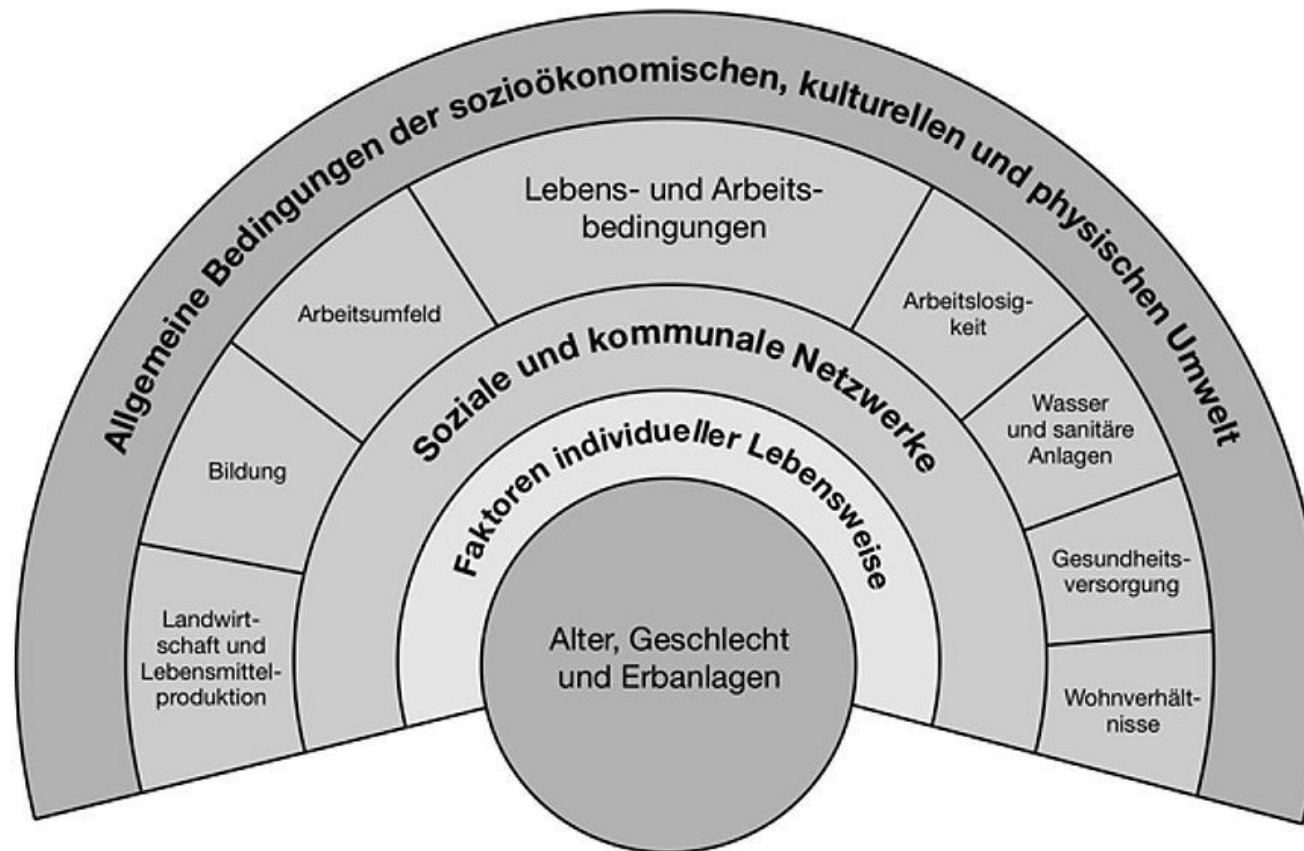 Allgemeine Bedingungen der sozioökonomischen, kulturellen und physischen Umwelt
Lebens- und Arbeits-
bedingungen
Arbeitsumfeld
Bildung
Landwirt-
schaft und
Lebensmittel-
produktion
Arbeitslosig-
keit
Wasser
und sanitäre
Anlagen
Gesundheits-
versorgung
Wohnverhält-
nisse
Soziale und kommunale Netzwerke
Faktoren individueller Lebensweise
Alter, Geschlecht
und Erbanlagen